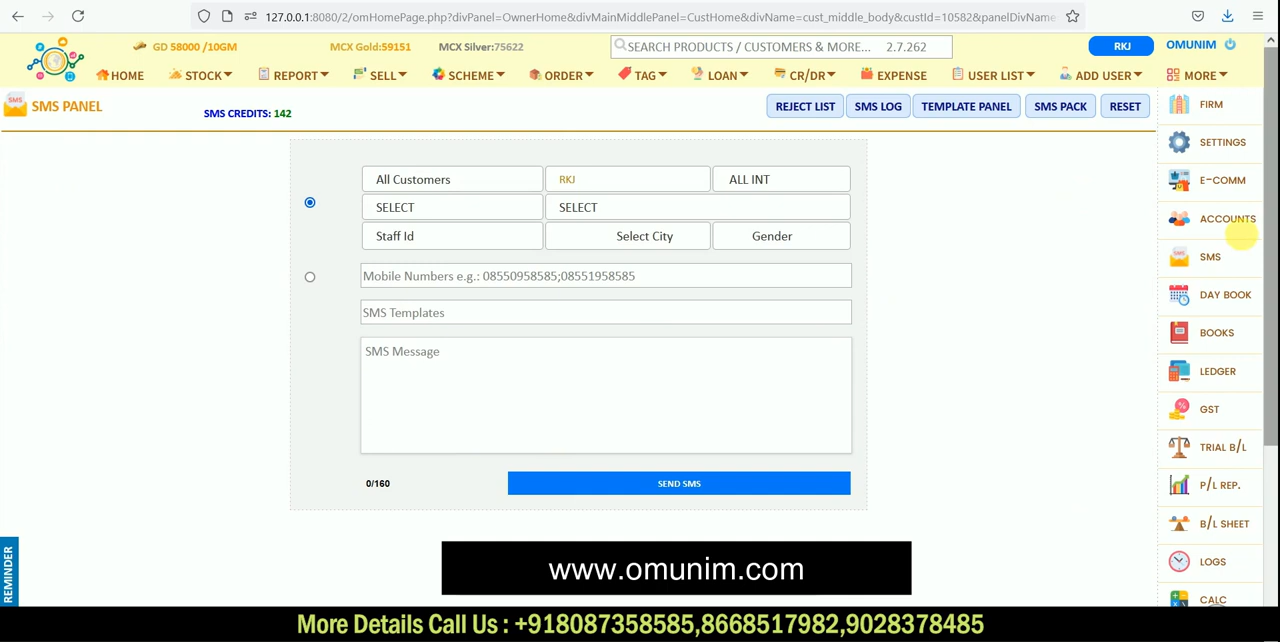 127.0.0.1:8080/2/omHomePage.php?divPanel=OwnerHome&divMainMiddlePanel=CustHome&divName=cust_middle_body&custId=10582&panelDivName
GD 58000 /10GM MCX Gold:59151 MCX Silver:75622 SEARCH PRODUCTS / CUSTOMERS & MORE... 2.7.262 RKJ OMUNIM
HOME STOCK REPORT SELL SCHEME ORDER TAG LOAN CR/DR EXPENSE USER LIST ADD USER MORE
SMS SMS PANEL SMS CREDITS: 142 REJECT LIST SMS LOG TEMPLATE PANEL SMS PACK RESET
All Customers RKJ ALL INT
SELECT SELECT
Staff Id Select City Gender
Mobile Numbers e.g.: 08550958585;08551958585
SMS Templates
SMS Message
0/160 SEND SMS
FIRM
SETTINGS
E-COMM
ACCOUNTS
SMS
DAY BOOK
BOOKS
LEDGER
GST
TRIAL B/L
P/L REP.
B/L SHEET
LOGS
CALC
REMINDER
www.omunim.com
More Details Call Us : +918087358585,8668517982,9028378485